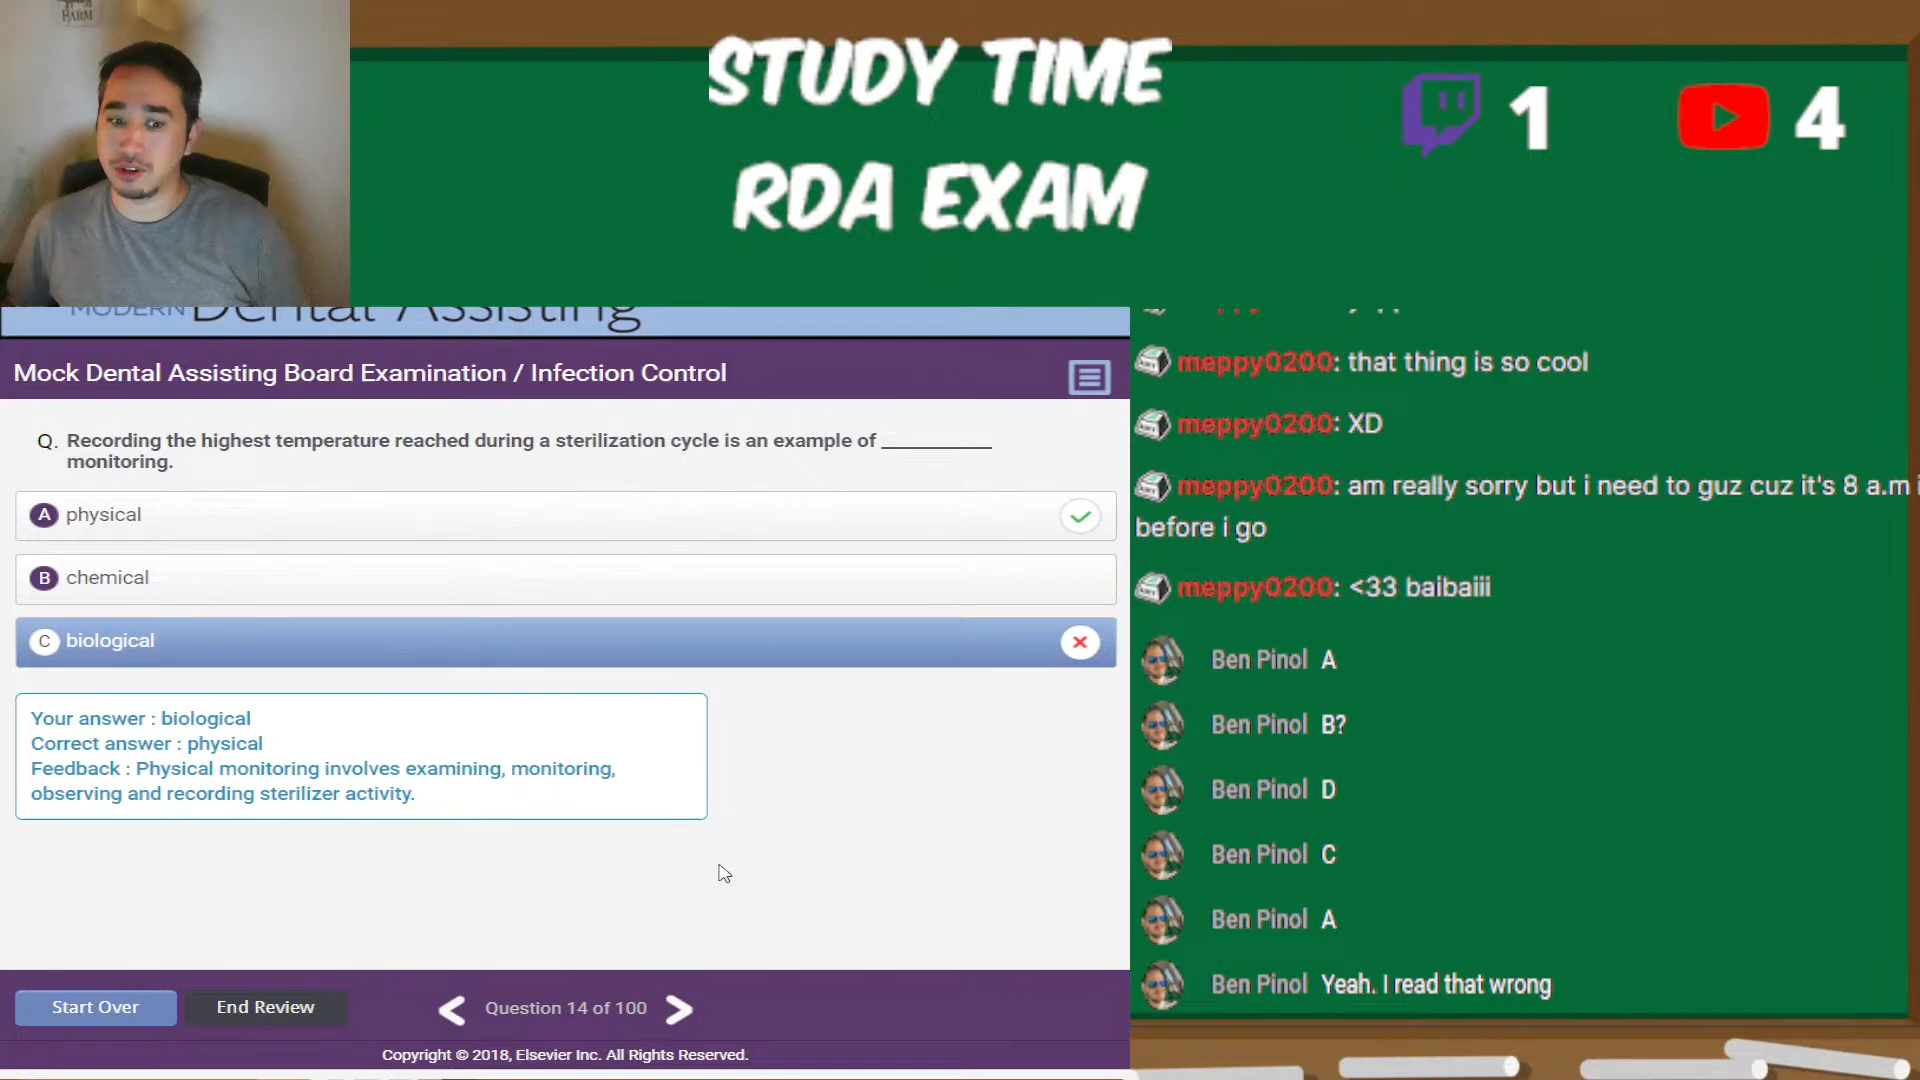 FARM
STUDY TIME
RDA EXAM
1
4
MODERN Dental Assisting
Mock Dental Assisting Board Examination / Infection Control
Q. Recording the highest temperature reached during a sterilization cycle is an example of ___________
monitoring.
A physical
B chemical
C biological
Your answer : biological
Correct answer : physical
Feedback : Physical monitoring involves examining, monitoring,
observing and recording sterilizer activity.
Start Over
End Review
Question 14 of 100
Copyright © 2018, Elsevier Inc. All Rights Reserved.
meppy0200: that thing is so cool
meppy0200: XD
meppy0200: am really sorry but i need to guz cuz it's 8 a.m i
before i go
meppy0200: <33 baibaiii
Ben Pinol A
Ben Pinol B?
Ben Pinol D
Ben Pinol C
Ben Pinol A
Ben Pinol Yeah. I read that wrong